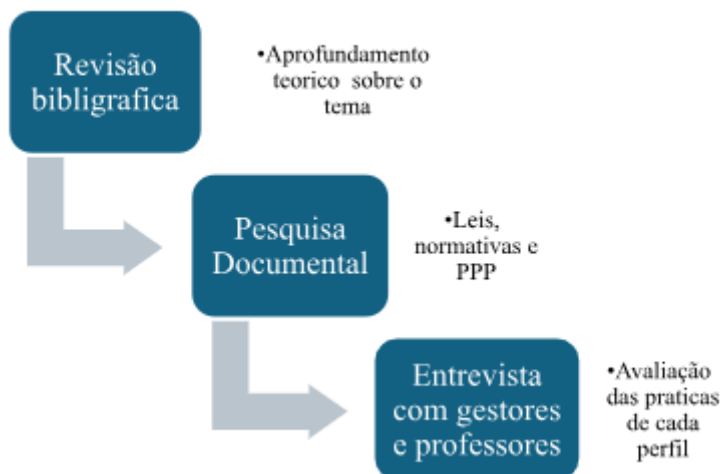 Revisão
bibligrafica
•Aprofundamento
teorico sobre o
tema
Pesquisa
Documental
•Leis,
normativas e
PPP
Entrevista
com gestores
e professores
•Avaliação
das praticas
de cada
perfil